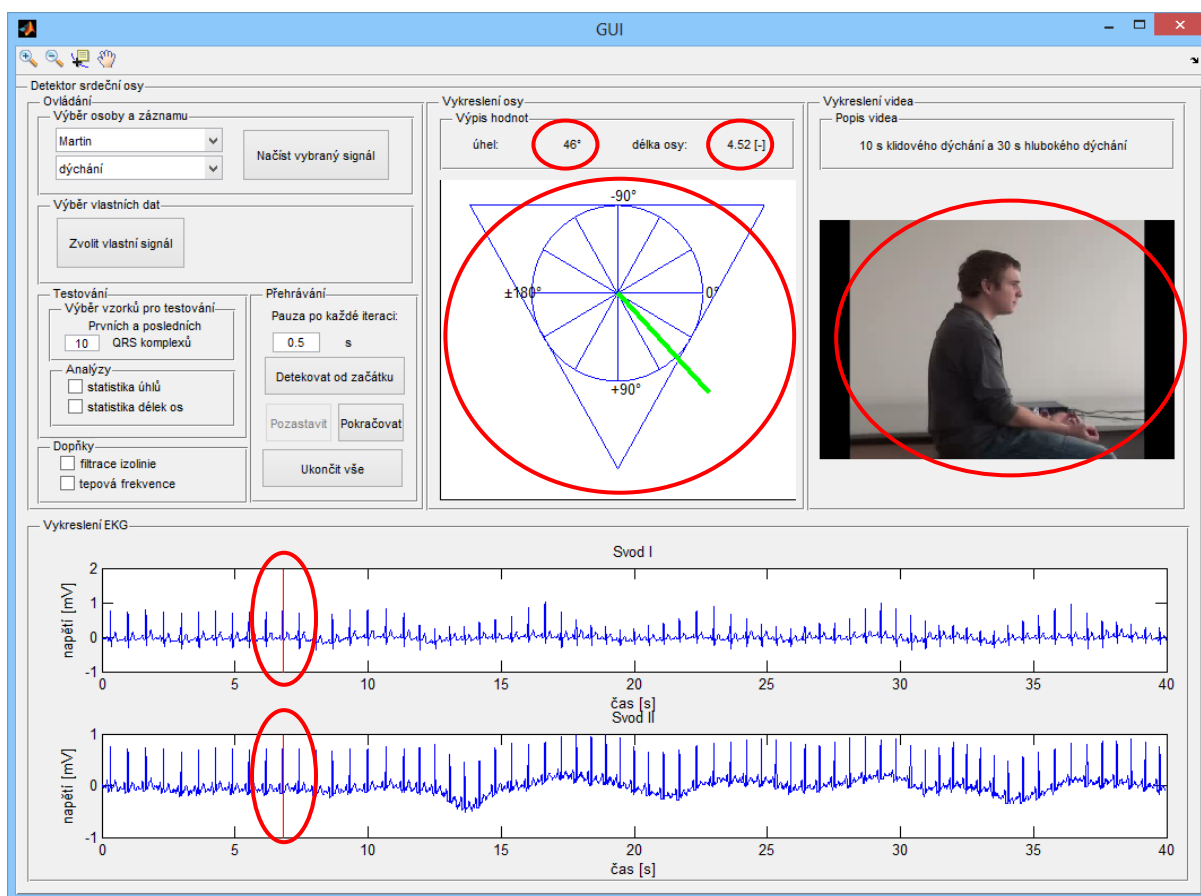 GUI
Detektor srdeční osy
Ovládání
Výběr osoby a záznamu
Martin
dýchání
Načíst vybraný signál
Výběr vlastních dat
Zvolit vlastní signál
Testování
Výběr vzorků pro testování
Prvních a posledních
10 QRS komplexů
Analýzy
statistika úhlů
statistika délek os
Doplňky
filtrace izolinie
tepová frekvence
Přehrávání
Pauza po každé iteraci:
0.5 s
Detekovat od začátku
Pozastavit Pokračovat
Ukončit vše
Vykreslení osy
Výpis hodnot
úhel: 46° délka osy: 4.52 [-]
-90°
±180° 0°
+90°
Vykreslení videa
Popis videa
10 s klidového dýchání a 30 s hlubokého dýchání
Vykreslení EKG
Svod I
napětí [mV]
2
1
0
-1
0 5 10 15 20 25 30 35 40
čas [s]
Svod II
napětí [mV]
1
0
-1
0 5 10 15 20 25 30 35 40
čas [s]